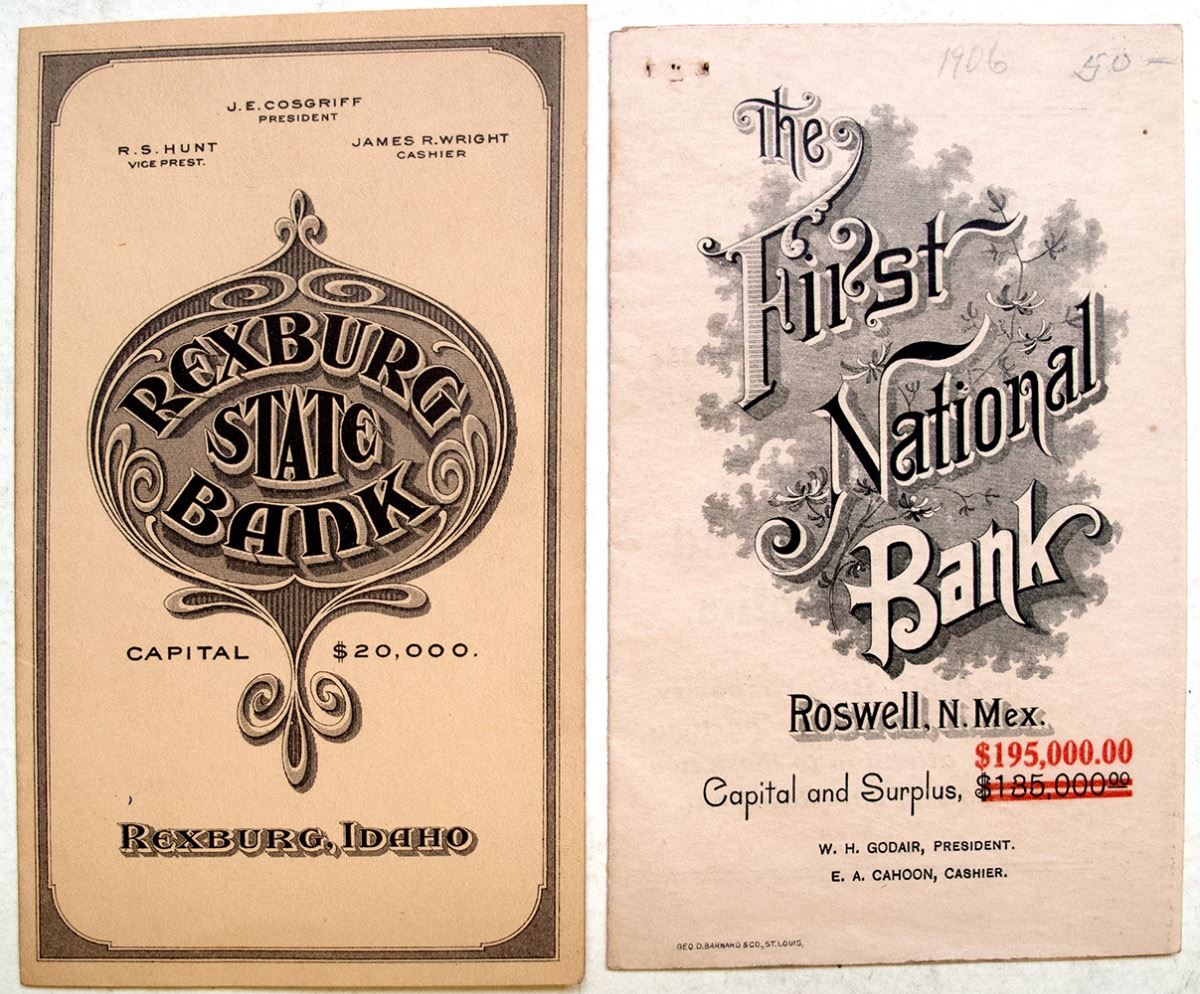 J. E. COSGRIFF
PRESIDENT
R. S. HUNT
VICE PREST.
JAMES R. WRIGHT
CASHIER
REXBURG
STATE
BANK
CAPITAL $20,000.
REXBURG, IDAHO
1906 50 —
The
First
National
Bank
Roswell, N. Mex.
$195,000.00
Capital and Surplus, $185,000.00
W. H. GODAIR, PRESIDENT.
E. A. CAHOON, CASHIER.
GEO. D. BARNARD & CO., ST. LOUIS,